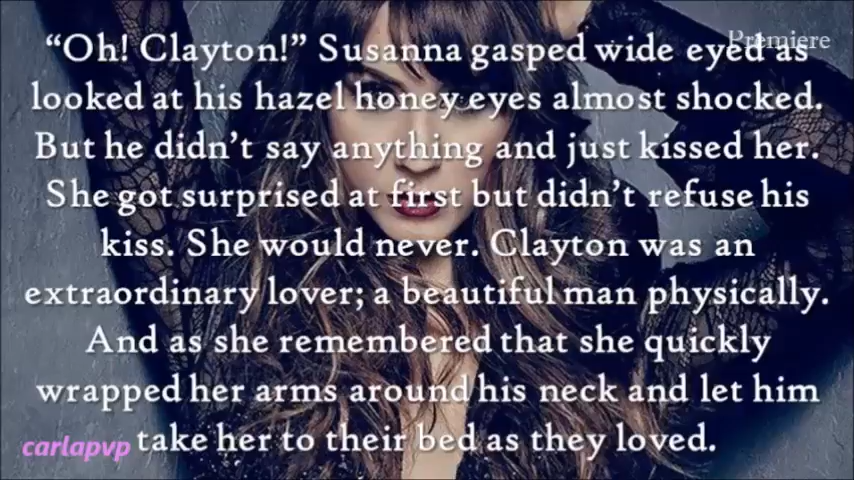 Premiere
“Oh! Clayton!” Susanna gasped wide eyed as
looked at his hazel honey eyes almost shocked.
But he didn’t say anything and just kissed her.
She got surprised at first but didn’t refuse his
kiss. She would never. Clayton was an
extraordinary lover; a beautiful man physically.
And as she remembered that she quickly
wrapped her arms around his neck and let him
take her to their bed as they loved.
carlapvp